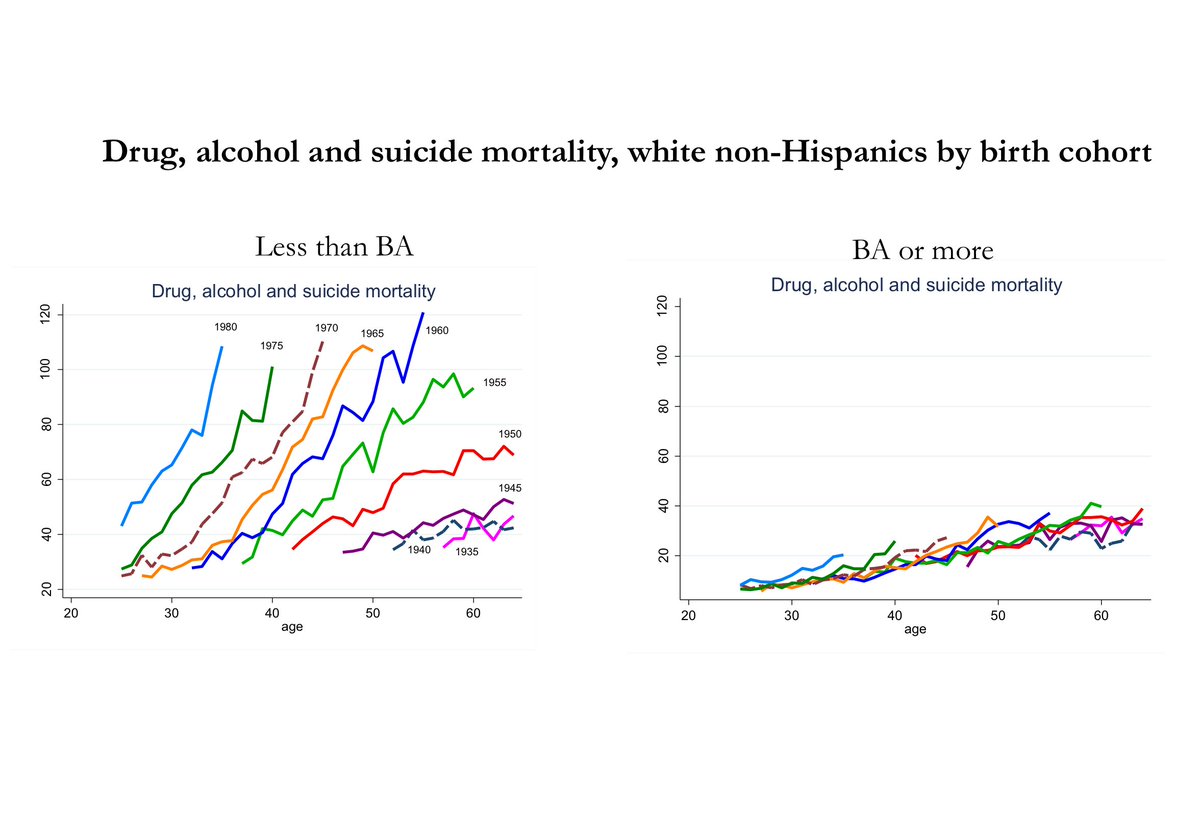 Drug, alcohol and suicide mortality, white non-Hispanics by birth cohort
Less than BA
Drug, alcohol and suicide mortality
120
100
80
60
40
20
1980
1975
1970
1965
1960
1955
1950
1945
1940
1935
20 30 40 50 60
age
BA or more
Drug, alcohol and suicide mortality
120
100
80
60
40
20
20 30 40 50 60
age